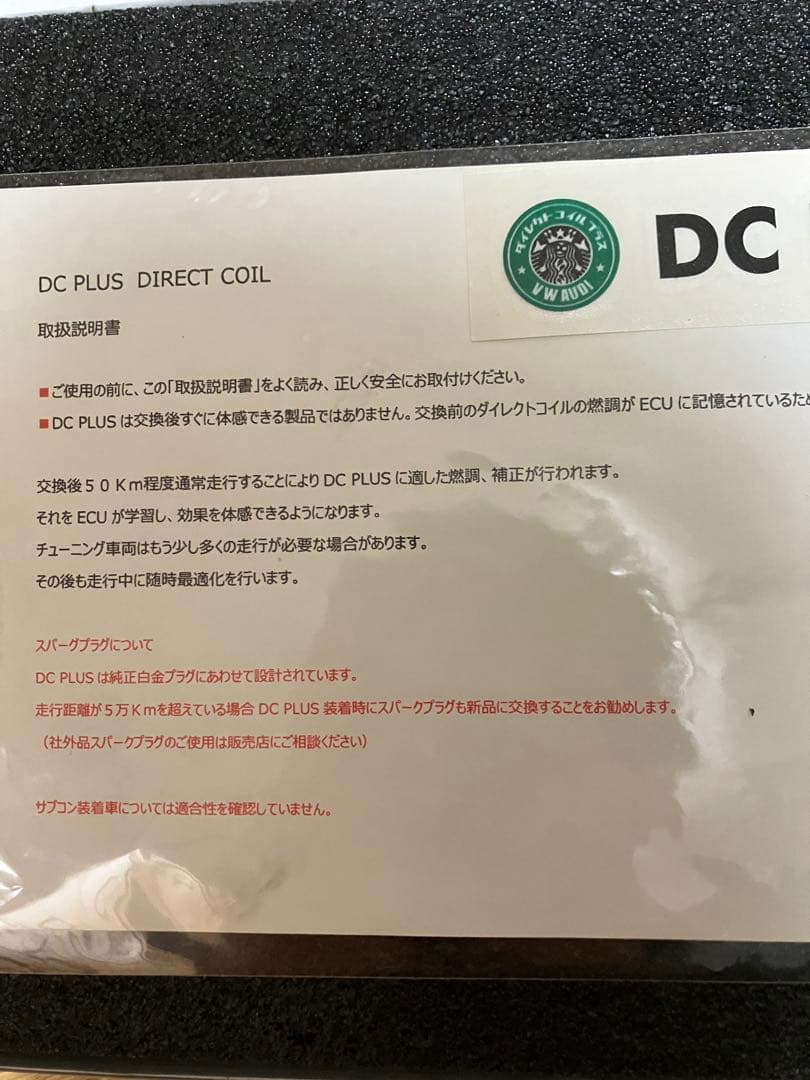 ダイレクトコイルプラス
VW AUDI
DC
DC PLUS DIRECT COIL
取扱説明書
■ご使用の前に、この「取扱説明書」をよく読み、正しく安全にお取付けください。
■DC PLUS は交換後すぐに体感できる製品ではありません。交換前のダイレクトコイルの燃調が ECU に記憶されているため
交換後５０Ｋｍ程度通常走行することにより DC PLUS に適した燃調、補正が行われます。
それを ECU が学習し、効果を体感できるようになります。
チューニング車両はもう少し多くの走行が必要な場合があります。
その後も走行中に随時最適化を行います。
スパーグプラグについて
DC PLUS は純正白金プラグにあわせて設計されています。
走行距離が５万Ｋｍを超えている場合 DC PLUS 装着時にスパークプラグも新品に交換することをお勧めします。
（社外品スパークプラグのご使用は販売店にご相談ください）
サブコン装着車については適合性を確認していません。